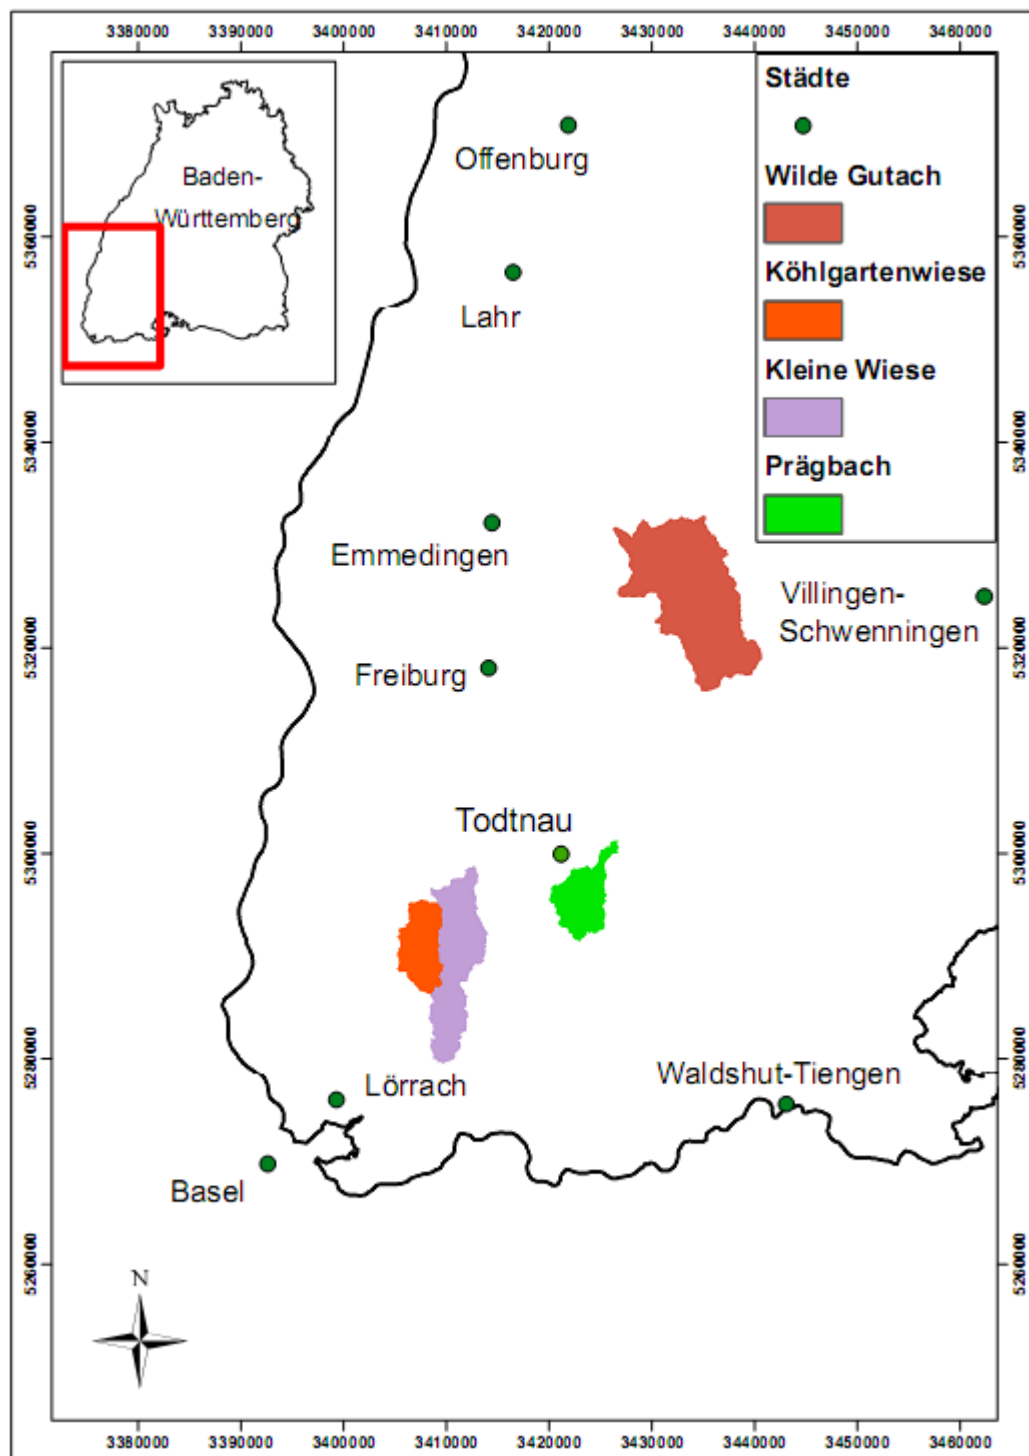 3380000 3390000 3400000 3410000 3420000 3430000 3440000 3450000 3460000
Baden-
Württemberg
Städte
Wilde Gutach
Köhlgartenwiese
Kleine Wiese
Prägbach
Offenburg
Lahr
Emmedingen
Villingen-
Schwenningen
Freiburg
Todtnau
Lörrach
Waldshut-Tiengen
Basel
N
5360000
5340000
5320000
5300000
5280000
5260000
5360000
5340000
5320000
5300000
5280000
5260000
3380000 3390000 3400000 3410000 3420000 3430000 3440000 3450000 3460000